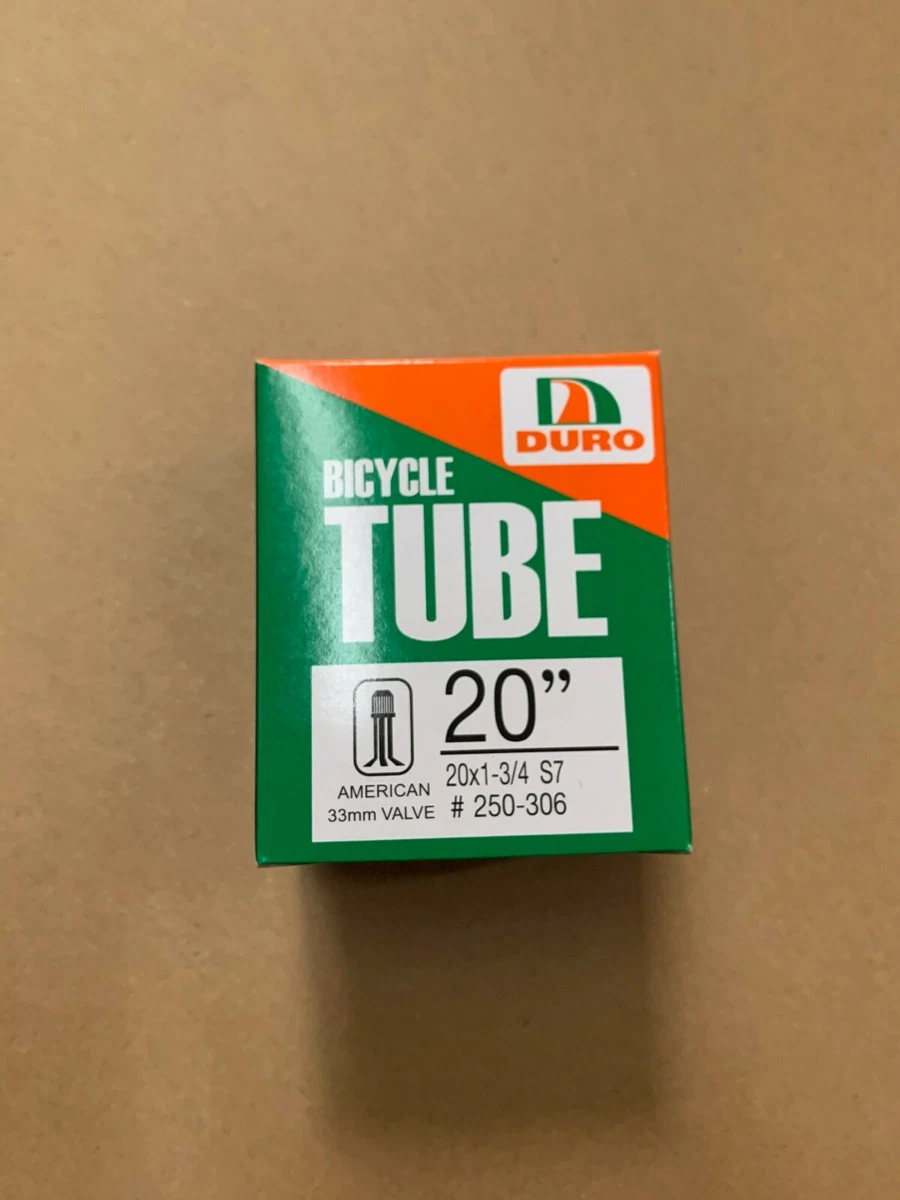 DURO
BICYCLE
TUBE
20”
20x1-3/4 S7
# 250-306
AMERICAN
33mm VALVE